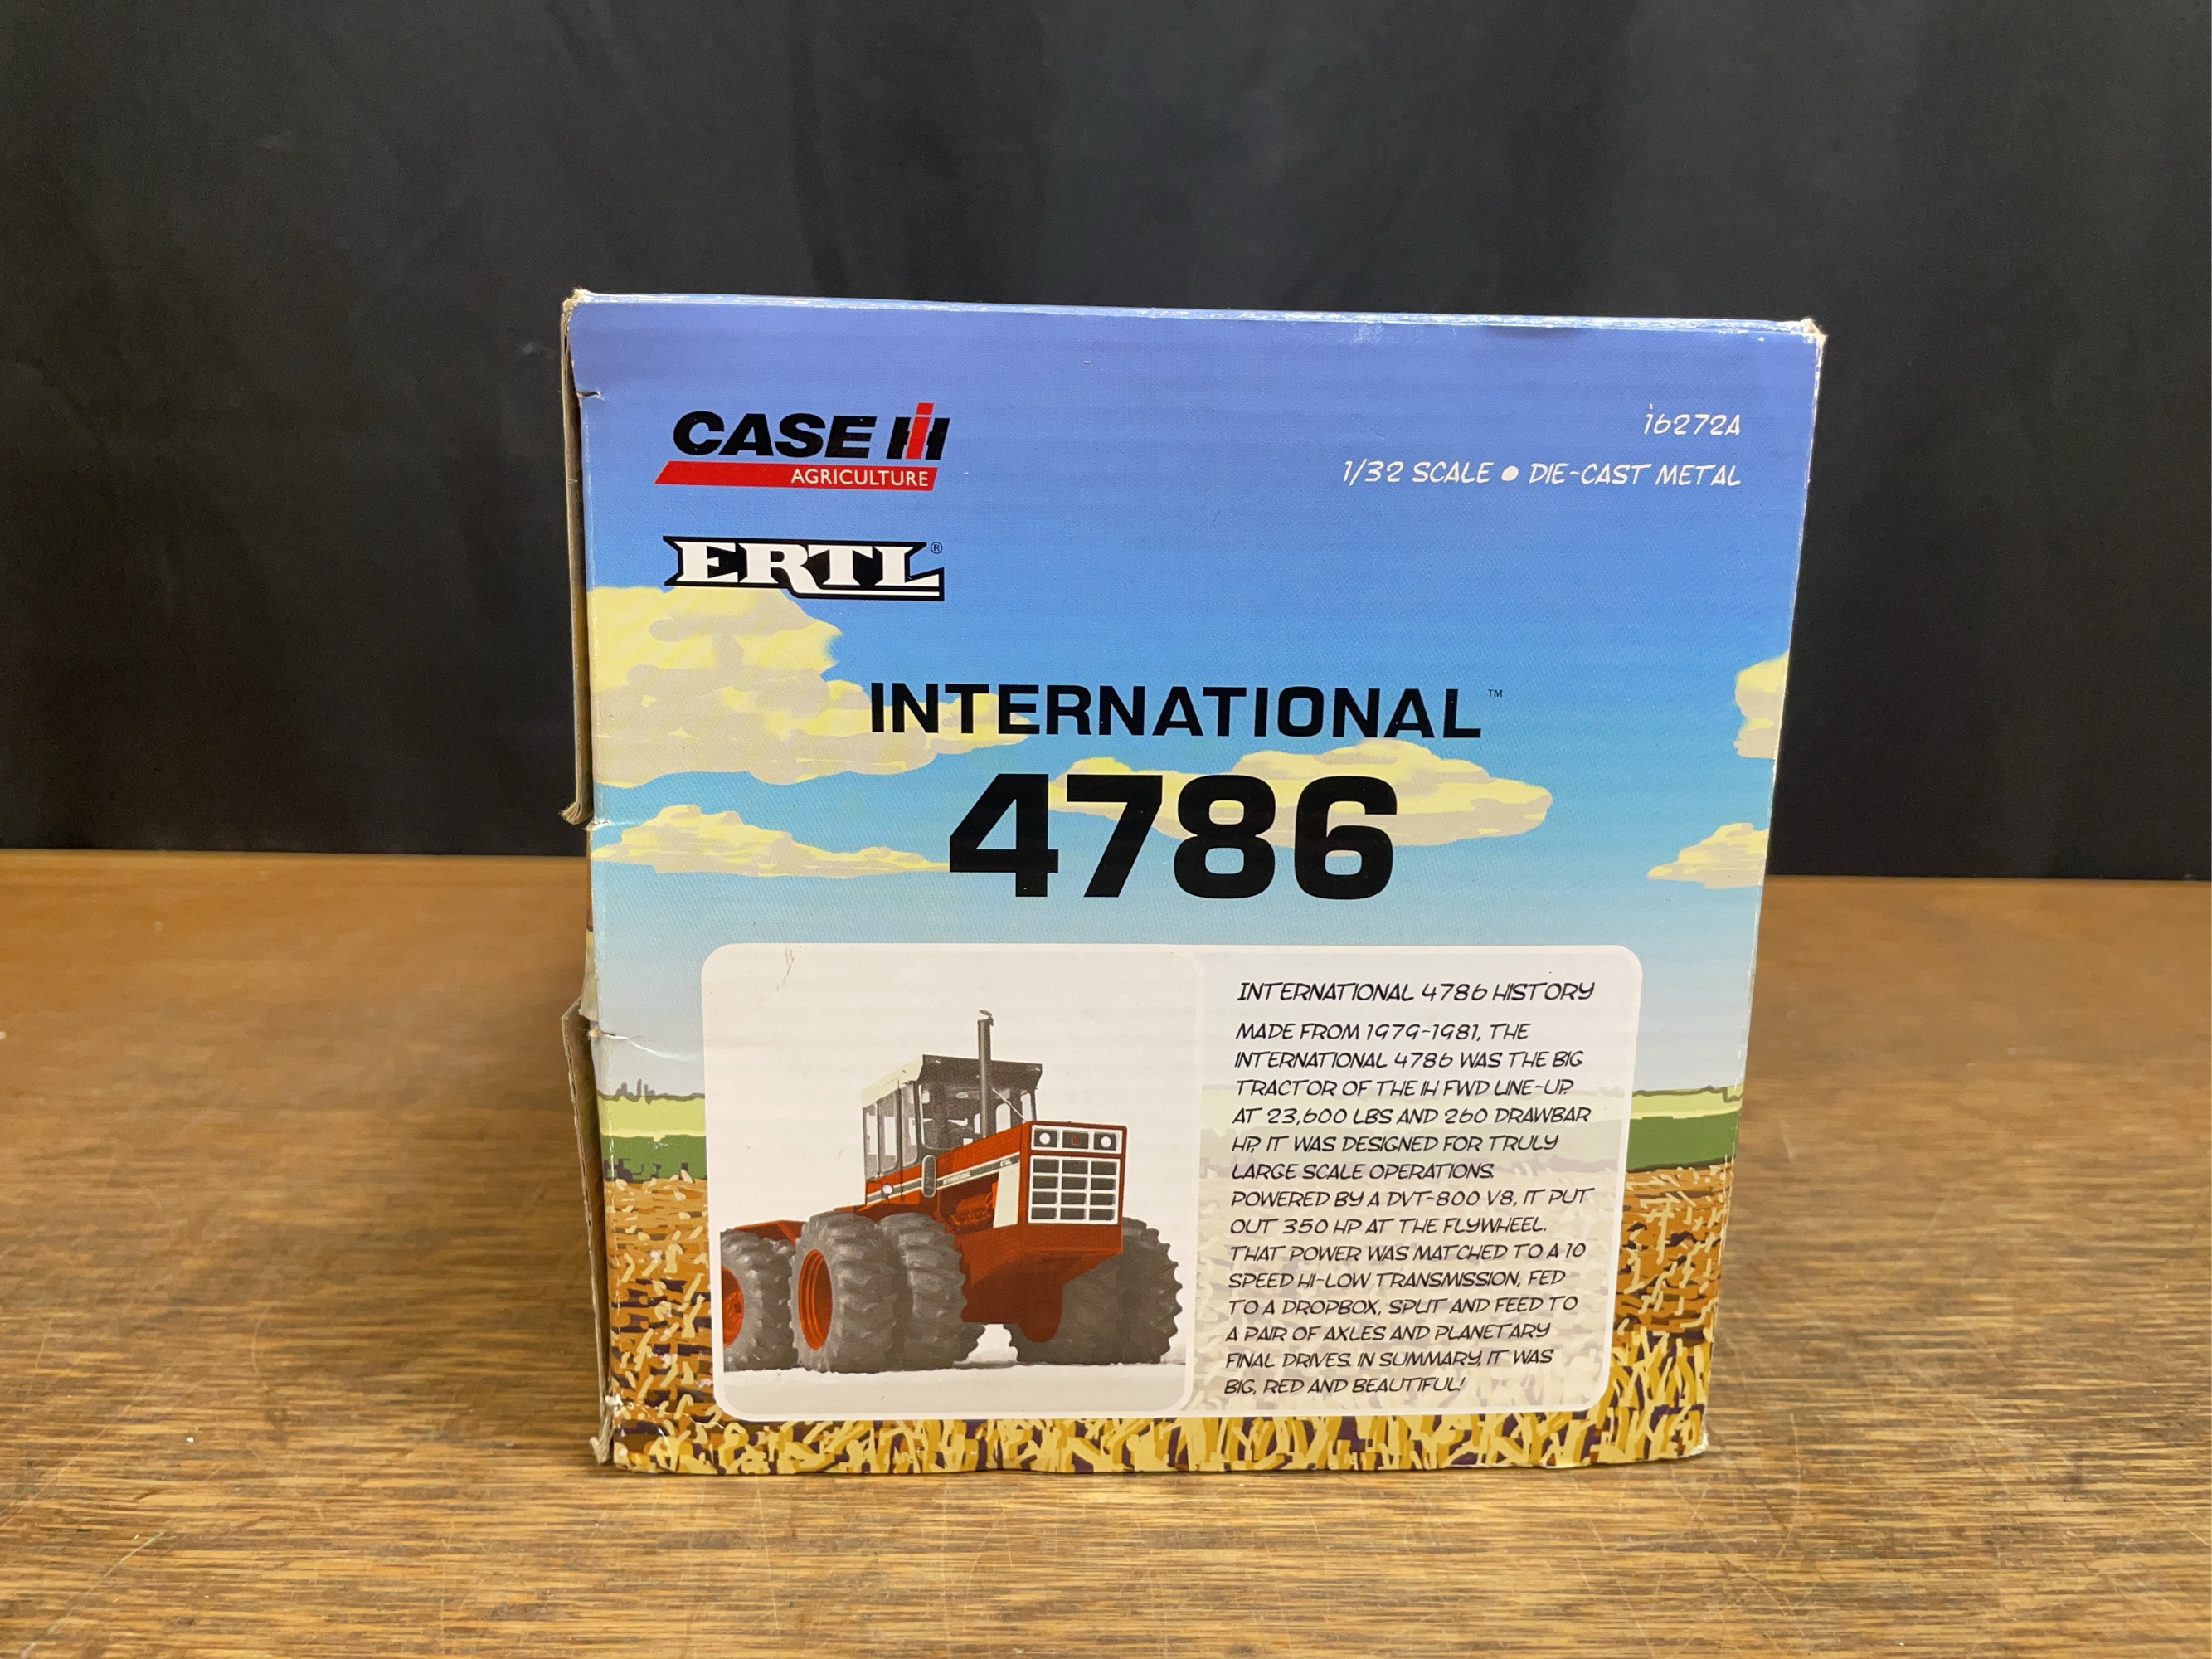 CASE IH
AGRICULTURE
i6272A
1/32 SCALE ● DIE-CAST METAL
ERTL®
INTERNATIONAL™
4786
INTERNATIONAL 4786 HISTORY
MADE FROM 1979-1981, THE
INTERNATIONAL 4786 WAS THE BIG
TRACTOR OF THE IH FWD LINE-UP.
AT 23,600 LBS AND 260 DRAWBAR
HP, IT WAS DESIGNED FOR TRULY
LARGE SCALE OPERATIONS.
POWERED BY A DVT-800 V8, IT PUT
OUT 350 HP AT THE FLYWHEEL.
THAT POWER WAS MATCHED TO A 10
SPEED HI-LOW TRANSMISSION, FED
TO A DROPBOX, SPLIT AND FEED TO
A PAIR OF AXLES AND PLANETARY
FINAL DRIVES. IN SUMMARY, IT WAS
BIG, RED AND BEAUTIFUL!
INTERNATIONAL